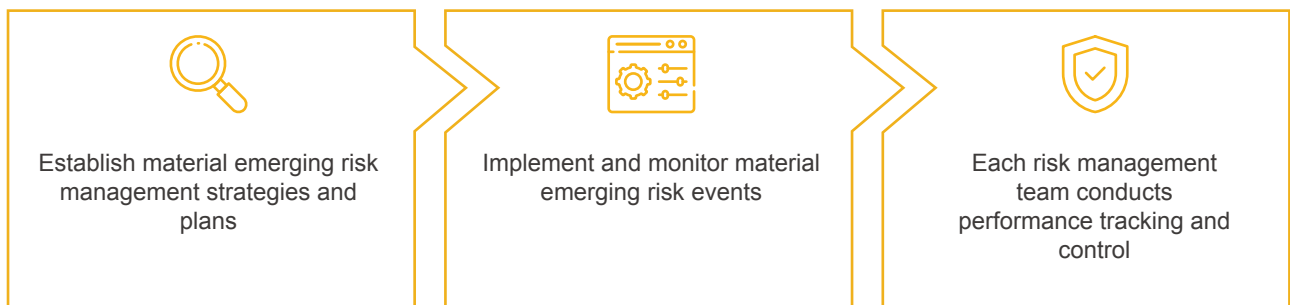 Establish material emerging risk
management strategies and
plans
Implement and monitor material
emerging risk events
Each risk management
team conducts
performance tracking and
control